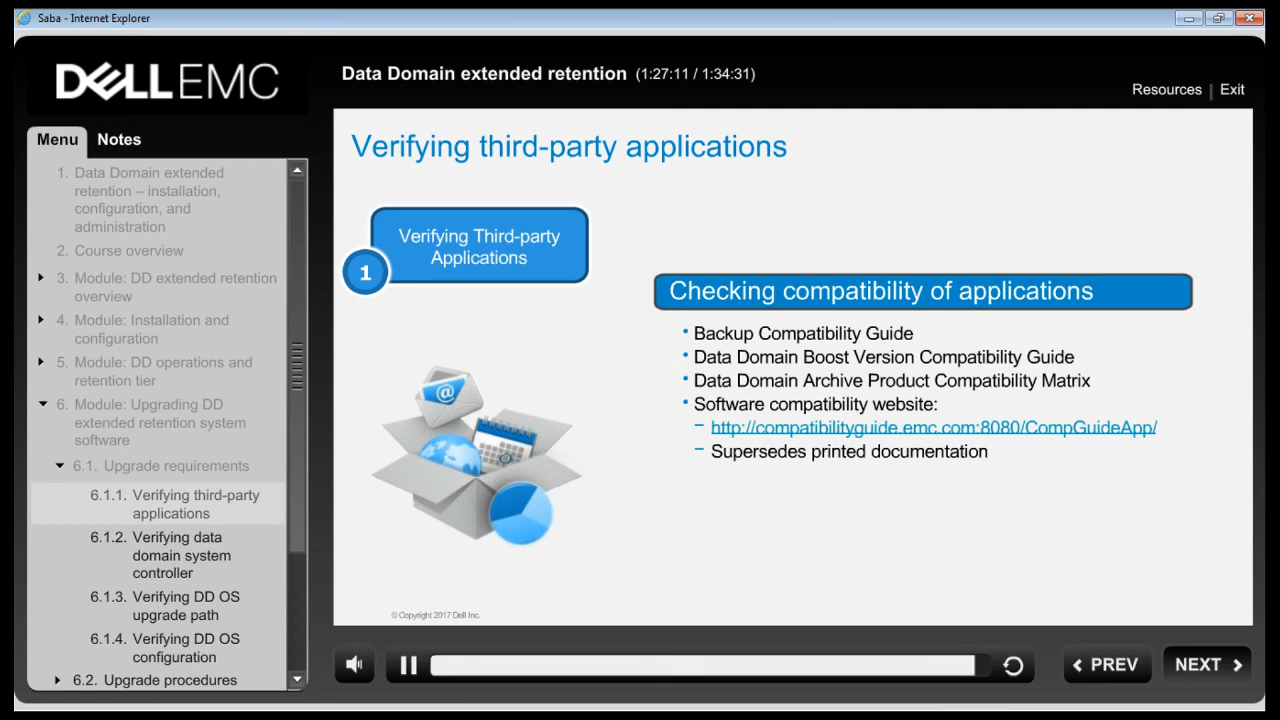 Saba - Internet Explorer
DELLEMC
Data Domain extended retention (1:27:11 / 1:34:31)
Resources | Exit
Menu
Notes
1. Data Domain extended
retention – installation,
configuration, and
administration
2. Course overview
3. Module: DD extended retention
overview
4. Module: Installation and
configuration
5. Module: DD operations and
retention tier
6. Module: Upgrading DD
extended retention system
software
6.1. Upgrade requirements
6.1.1. Verifying third-party
applications
6.1.2. Verifying data
domain system
controller
6.1.3. Verifying DD OS
upgrade path
6.1.4. Verifying DD OS
configuration
6.2. Upgrade procedures
Verifying third-party applications
Verifying Third-party
Applications
1
@
Checking compatibility of applications
• Backup Compatibility Guide
• Data Domain Boost Version Compatibility Guide
• Data Domain Archive Product Compatibility Matrix
• Software compatibility website:
– http://compatibilityguide.emc.com:8080/CompGuideApp/
– Supersedes printed documentation
© Copyright 2017 Dell Inc.
PREV
NEXT